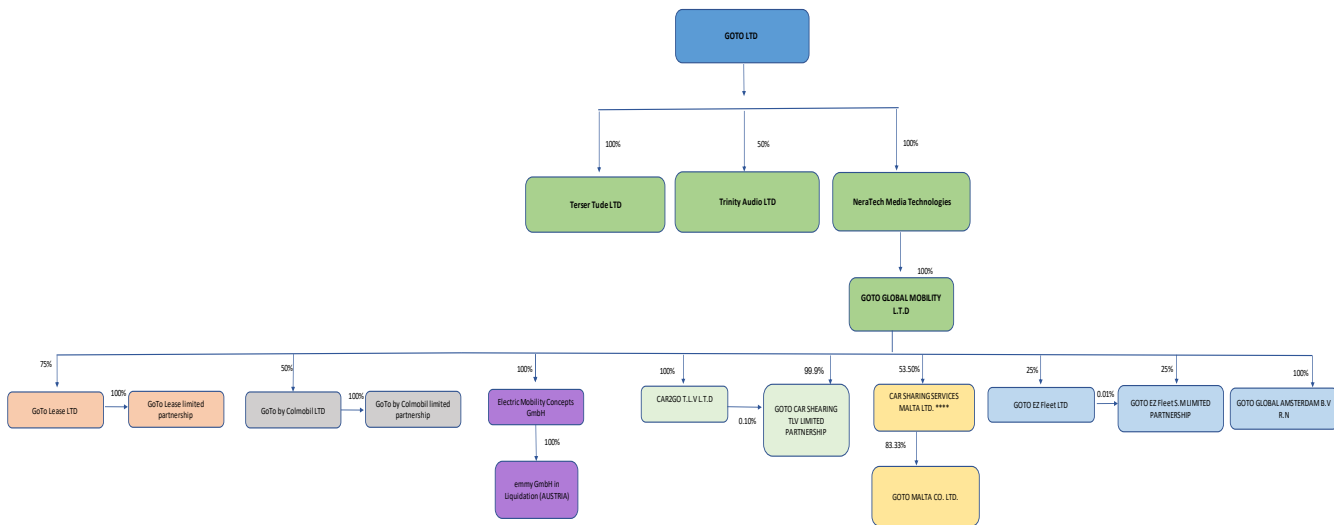 GOTO LTD
100%
50%
100%
Terser Tude LTD
Trinity Audio LTD
NeraTech Media Technologies
100%
GOTO GLOBAL MOBILITY
L.T.D
75%
50%
100%
100%
99.9%
53.50%
25%
25%
100%
GoTo Lease LTD
100%
GoTo Lease limited
partnership
GoTo by Colmobil LTD
100%
GoTo by Colmobil limited
partnership
Electric Mobility Concepts
GmbH
CAR2GO T.L.V L.T.D
0.10%
GOTO CAR SHEARING
TLV LIMITED
PARTNERSHIP
CAR SHARING SERVICES
MALTA LTD. ****
GOTO EZ Fleet LTD
0.01%
GOTO EZ Fleet S.M LIMITED
PARTNERSHIP
GOTO GLOBAL AMSTERDAM B.V
R.N
100%
83.33%
emmy GmbH in
Liquidation (AUSTRIA)
GOTO MALTA CO. LTD.